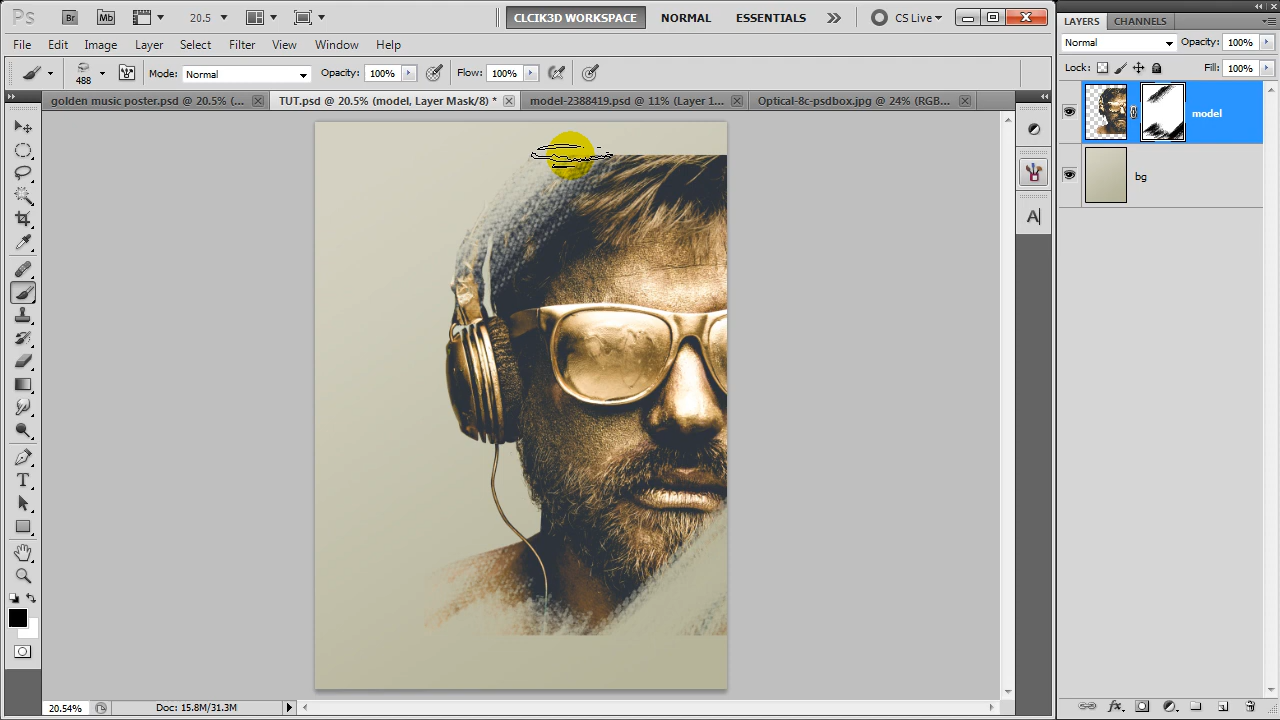 Ps Br Mb 20.5 CLCIK3D WORKSPACE NORMAL ESSENTIALS CS Live
File Edit Image Layer Select Filter View Window Help
488 Mode: Normal Opacity: 100% Flow: 100%
golden music poster.psd @ 20.5% (... TUT.psd @ 20.5% (model, Layer Mask/8) * model-2388419.psd @ 11% (Layer 1... Optical-8c-psdbox.jpg @ 24% (RGB...
LAYERS CHANNELS
Normal Opacity: 100%
Lock: Fill: 100%
model
bg
20.54% Doc: 15.8M/31.3M